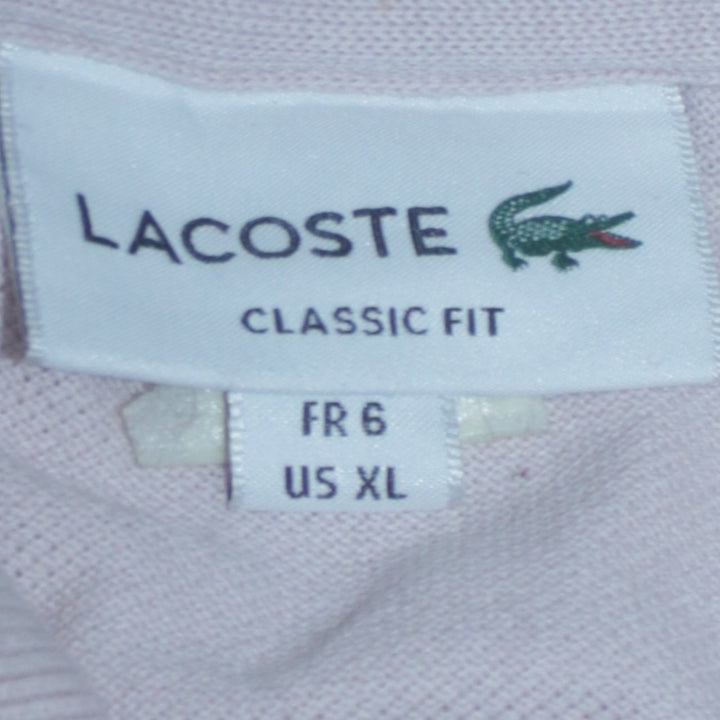 LACOSTE
CLASSIC FIT
FR 6
US XL